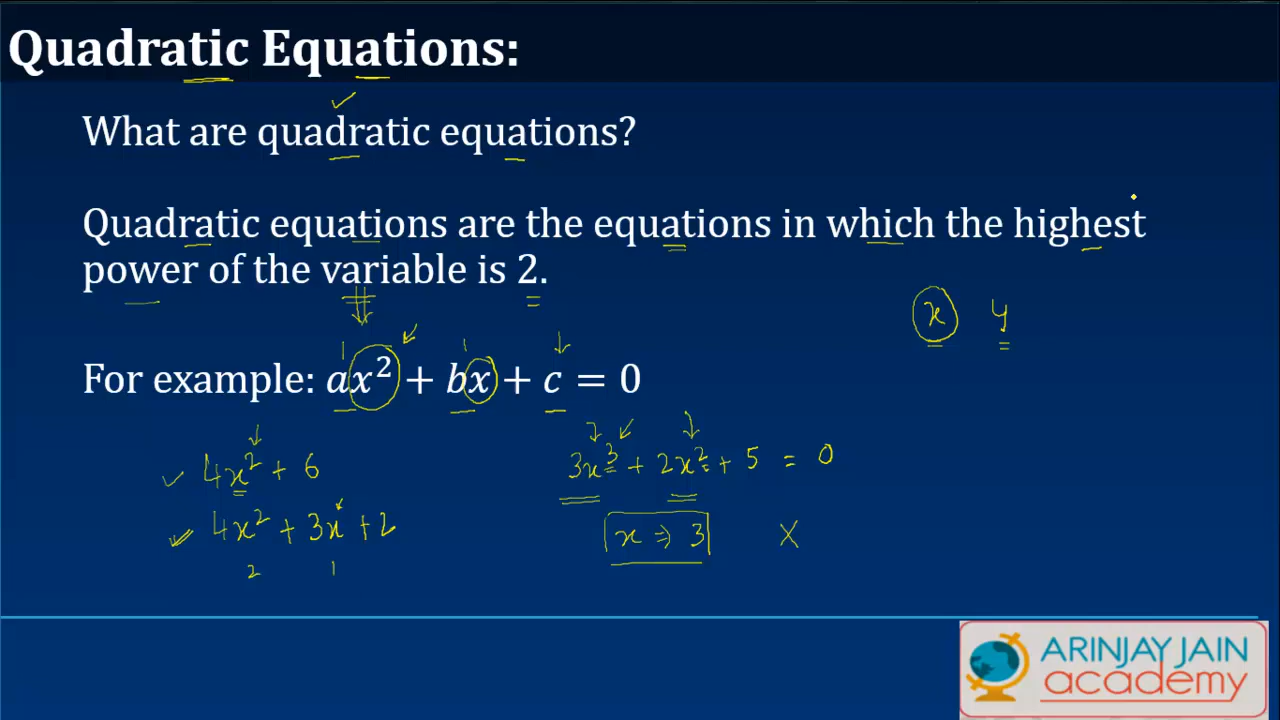 Quadratic Equations:
What are quadratic equations?
Quadratic equations are the equations in which the highest
power of the variable is 2.
x y
For example: ax² + bx + c = 0
4x² + 6
3x³ + 2x² + 5 = 0
4x² + 3x + 2
x ⇒ 3 X
2 1
ARINJAY JAIN
academy